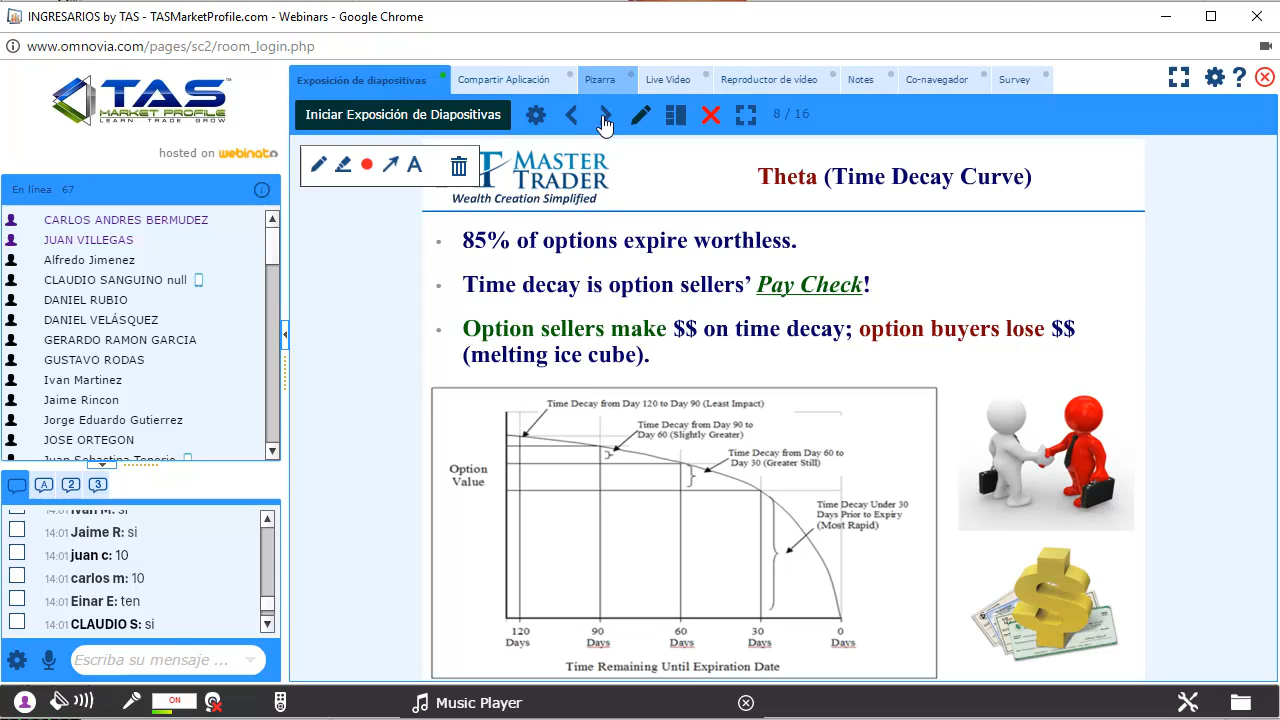 INGRESARIOS by TAS - TASMarketProfile.com - Webinars - Google Chrome
www.omnovia.com/pages/sc2/room_login.php
TAS
MARKET PROFILE
LEARN TRADE GROW
hosted on webinato
Exposición de diapositivas
Compartir Aplicación
Pizarra
Live Video
Reproductor de vídeo
Notes
Co-navegador
Survey
Iniciar Exposición de Diapositivas
8 / 16
En línea 67
CARLOS ANDRES BERMUDEZ
JUAN VILLEGAS
Alfredo Jimenez
CLAUDIO SANGUINO null
DANIEL RUBIO
DANIEL VELÁSQUEZ
GERARDO RAMON GARCIA
GUSTAVO RODAS
Ivan Martinez
Jaime Rincon
Jorge Eduardo Gutierrez
JOSE ORTEGON
Juan Sebastina Tenorio
A
2
3
14:01 Ivan M: si
14:01 Jaime R: si
14:01 juan c: 10
14:01 carlos m: 10
14:01 Einar E: ten
14:01 CLAUDIO S: si
Escriba su mensaje ...
A
MASTER
TRADER
Wealth Creation Simplified
Theta (Time Decay Curve)
85% of options expire worthless.
Time decay is option sellers’ Pay Check!
Option sellers make $$ on time decay; option buyers lose $$
(melting ice cube).
Time Decay from Day 120 to Day 90 (Least Impact)
Time Decay from Day 90 to
Day 60 (Slightly Greater)
Time Decay from Day 60 to
Day 30 (Greater Still)
Option
Value
Time Decay Under 30
Days Prior to Expiry
(Most Rapid)
120 90 60 30 0
Days Days Days Days Days
Time Remaining Until Expiration Date
$
ON
Music Player